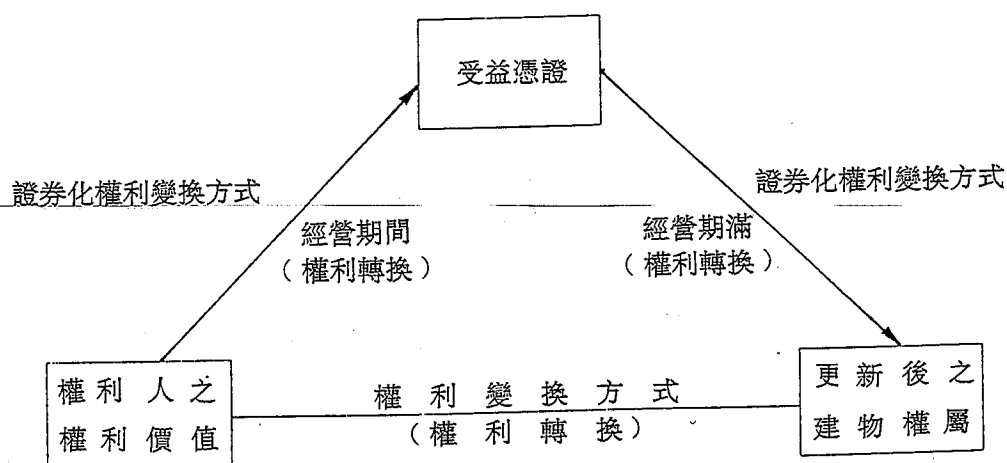 受益憑證
證券化權利變換方式
證券化權利變換方式
經營期間
（權利轉換）
經營期滿
（權利轉換）
權利人之
權利價值
權利變換方式
（權利轉換）
更新後之
建物權屬